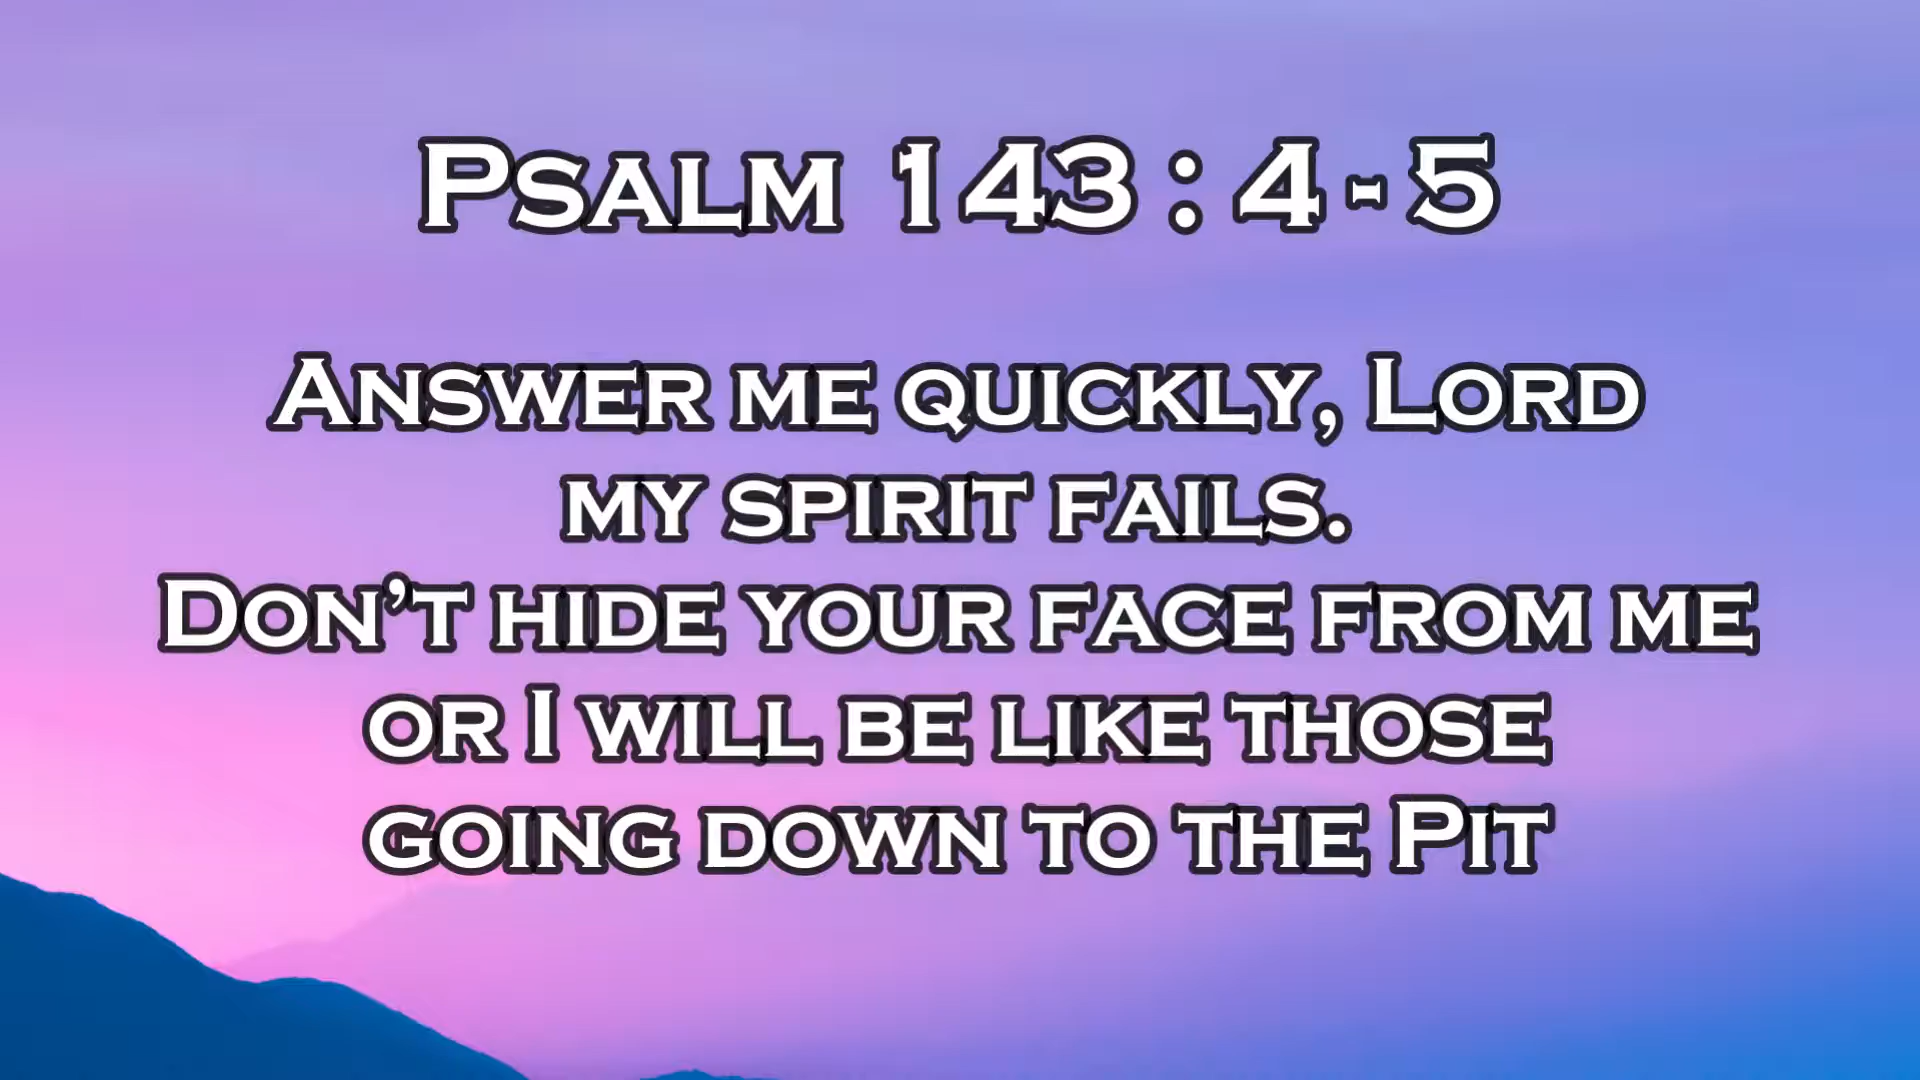 Psalm 143 : 4 - 5
Answer me quickly, Lord
my spirit fails.
Don’t hide your face from me
or I will be like those
going down to the Pit